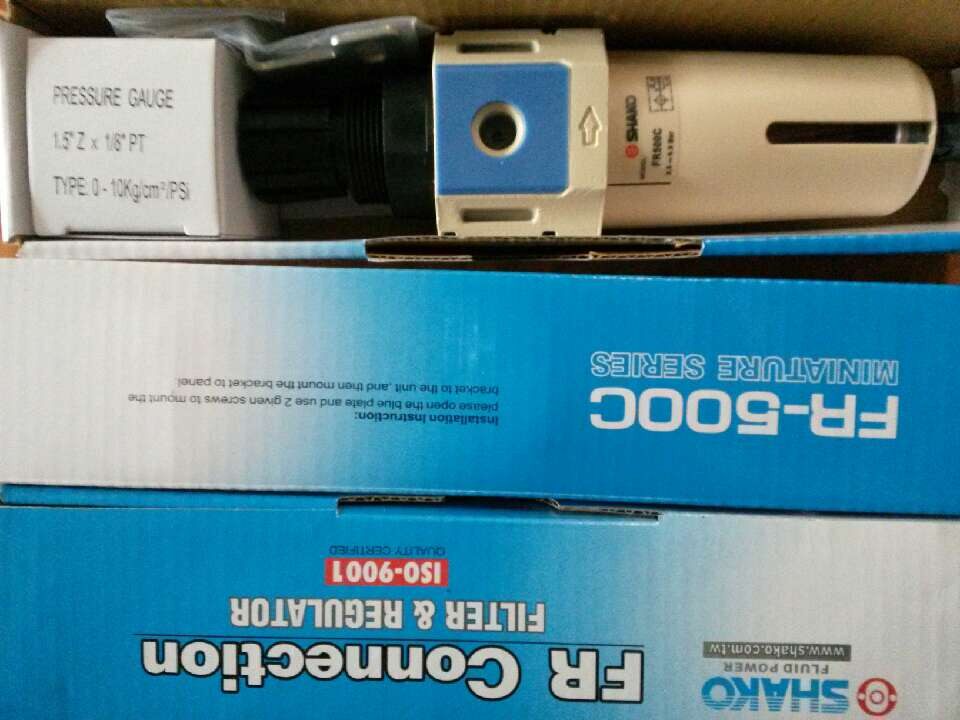 PRESSURE GAUGE
1.5" Z x 1/8" PT
TYPE: 0 - 10Kg/cm²/PSi
SHAKO
FR500C
FR-500C
MINIATURE SERIES
Installation Instruction:
please open the blue plate and use 2 given screws to mount the
bracket to the unit ,and then mount the bracket to panel
SHAKO
FLUID POWER
www.shako.com.tw
FR Connection
FILTER & REGULATOR
ISO-9001
QUALITY CERTIFIED